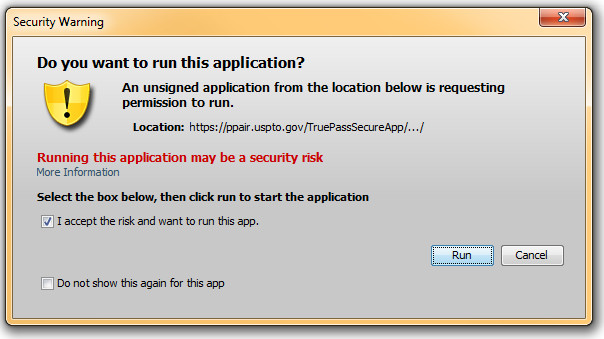 Security Warning
Do you want to run this application?
An unsigned application from the location below is requesting
permission to run.
Location: https://ppair.uspto.gov/TruePassSecureApp/.../
Running this application may be a security risk
More Information
Select the box below, then click run to start the application
I accept the risk and want to run this app.
Run Cancel
Do not show this again for this app